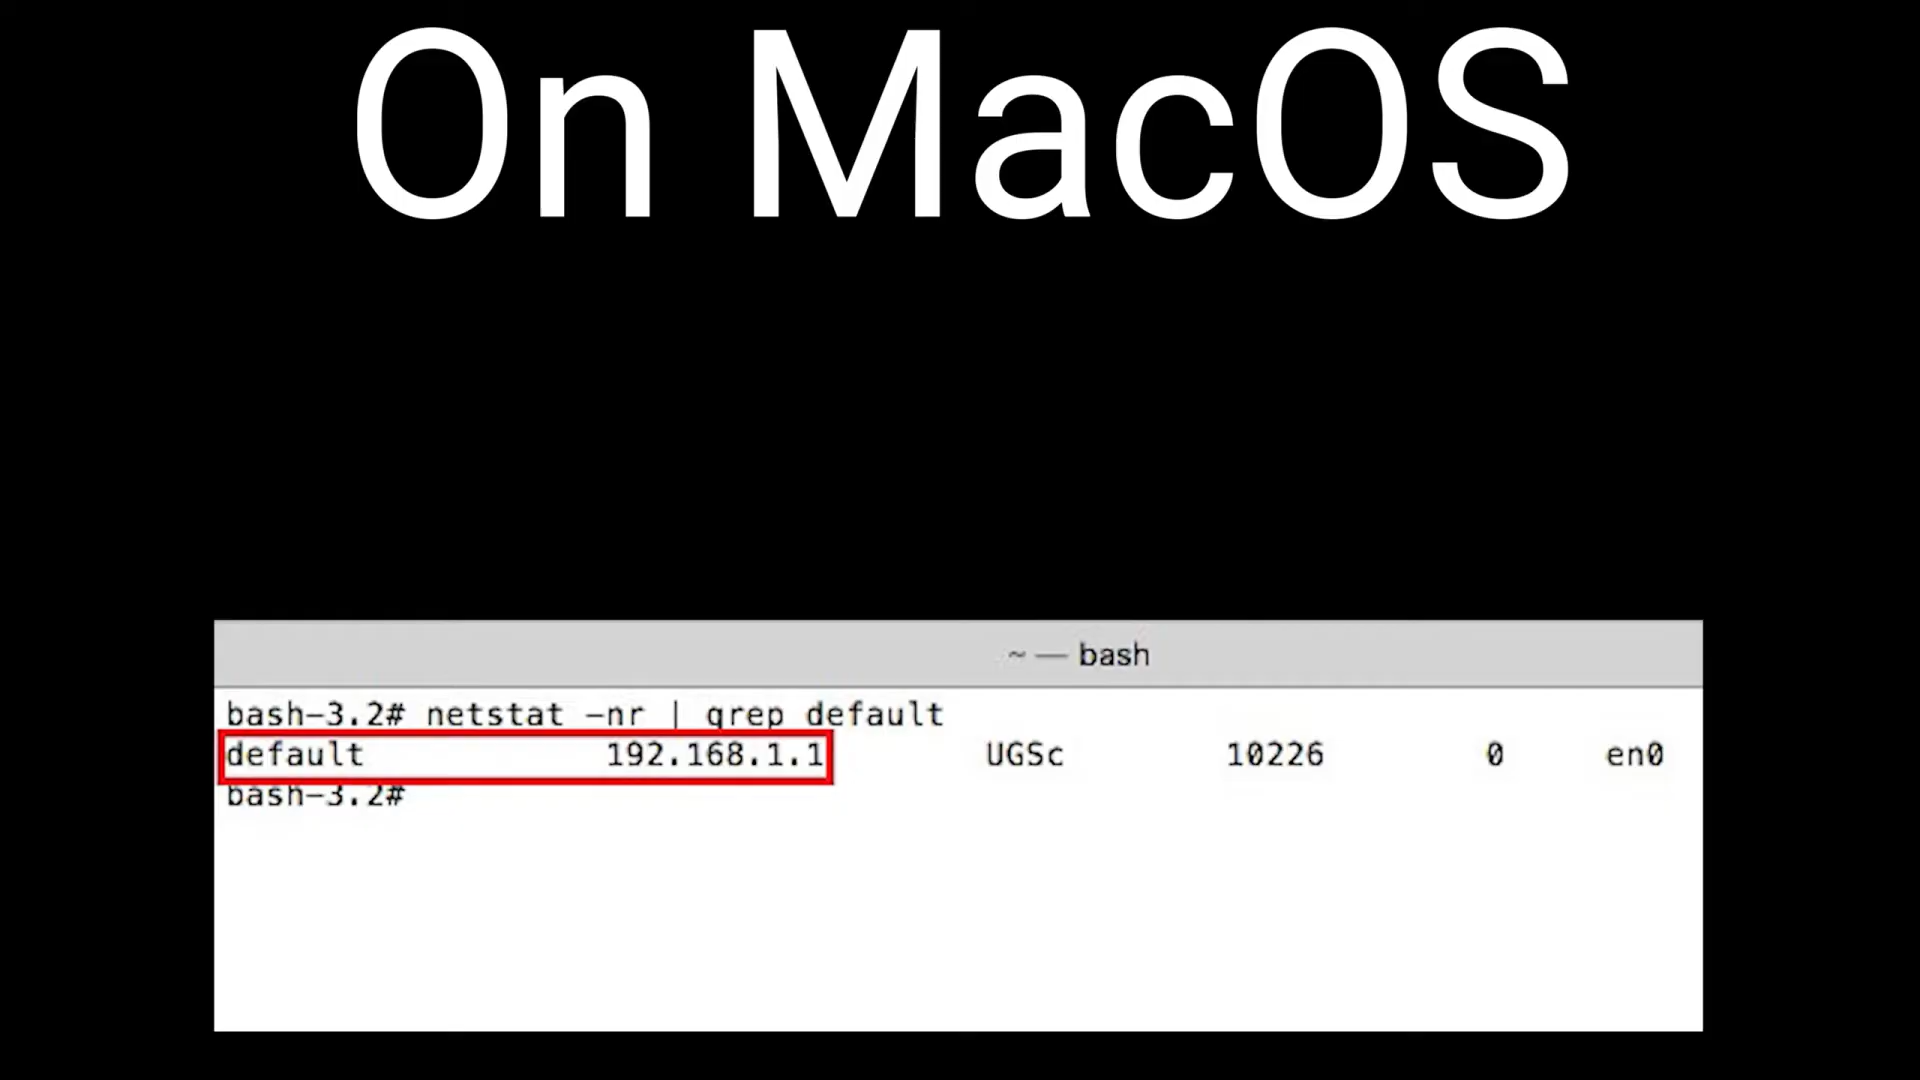 On MacOS
~ — bash
bash-3.2# netstat -nr | grep default
default 192.168.1.1 UGSc 10226 0 en0
bash-3.2#